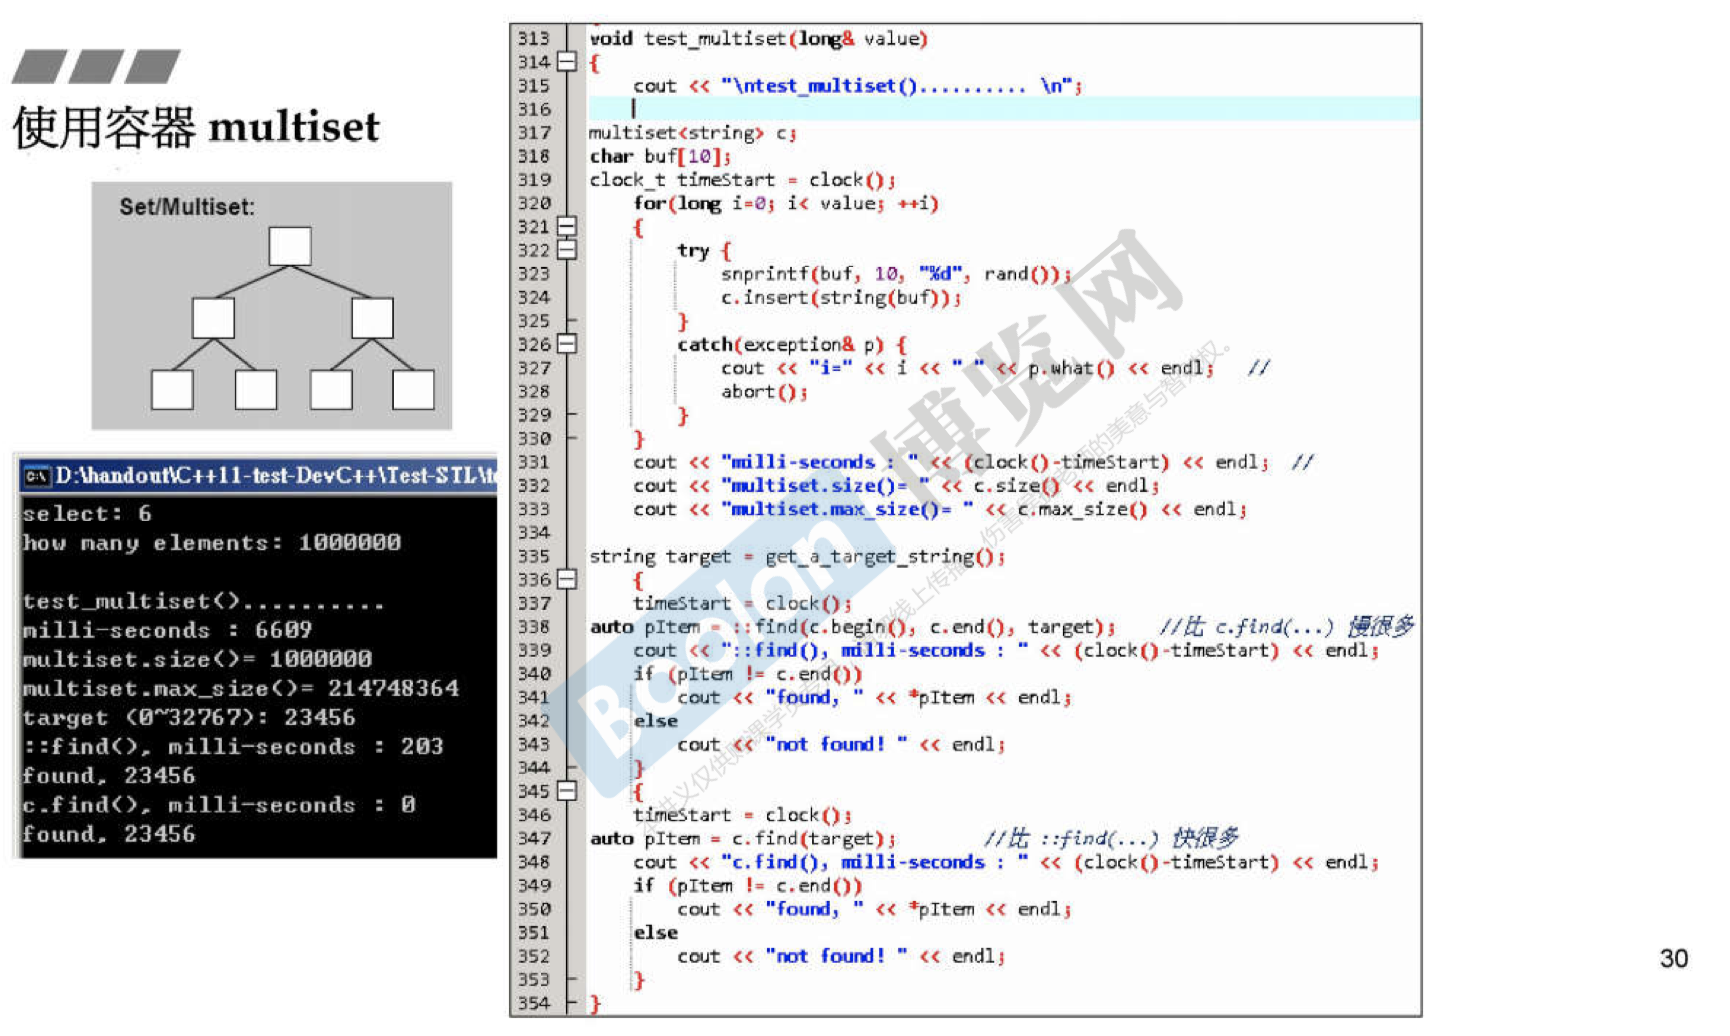 使用容器 multiset
Set/Multiset:
D:\handout\C++11-test-DevC++\Test-STL\te
select: 6
how many elements: 1000000
test_multiset()..........
milli-seconds : 6609
multiset.size()= 1000000
multiset.max_size()= 214748364
target (0~32767): 23456
::find(), milli-seconds : 203
found, 23456
c.find(), milli-seconds : 0
found, 23456
313 void test_multiset(long& value)
314 {
315 cout << "\ntest_multiset().......... \n";
316
317 multiset<string> c;
318 char buf[10];
319 clock_t timeStart = clock();
320 for(long i=0; i< value; ++i)
321 {
322 try {
323 snprintf(buf, 10, "%d", rand());
324 c.insert(string(buf));
325 }
326 catch(exception& p) {
327 cout << "i=" << i << " " << p.what() << endl; //
328 abort();
329 }
330 }
331 cout << "milli-seconds : " << (clock()-timeStart) << endl; //
332 cout << "multiset.size()= " << c.size() << endl;
333 cout << "multiset.max_size()= " << c.max_size() << endl;
334
335 string target = get_a_target_string();
336 {
337 timeStart = clock();
338 auto pItem = ::find(c.begin(), c.end(), target); //比 c.find(...) 慢很多
339 cout << "::find(), milli-seconds : " << (clock()-timeStart) << endl;
340 if (pItem != c.end())
341 cout << "found, " << *pItem << endl;
342 else
343 cout << "not found! " << endl;
344 }
345 {
346 timeStart = clock();
347 auto pItem = c.find(target); //比 ::find(...) 快很多
348 cout << "c.find(), milli-seconds : " << (clock()-timeStart) << endl;
349 if (pItem != c.end())
350 cout << "found, " << *pItem << endl;
351 else
352 cout << "not found! " << endl;
353 }
354 }
Boolan 博览网
30